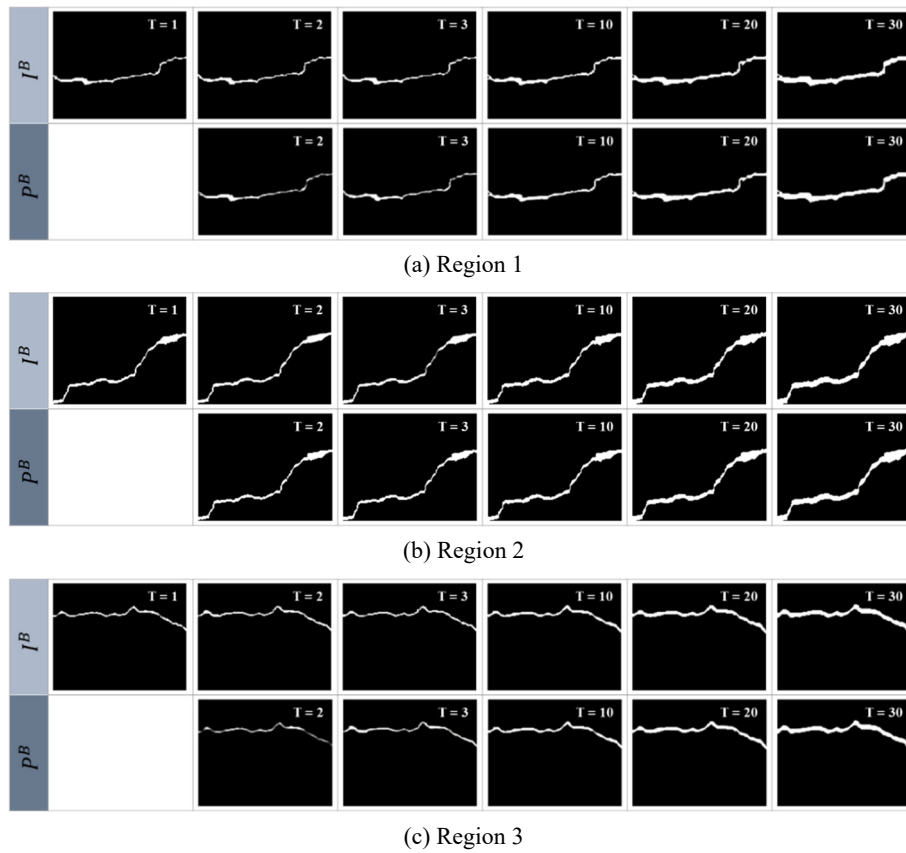 I^B T = 1 T = 2 T = 3 T = 10 T = 20 T = 30
P^B T = 2 T = 3 T = 10 T = 20 T = 30
(a) Region 1
I^B T = 1 T = 2 T = 3 T = 10 T = 20 T = 30
P^B T = 2 T = 3 T = 10 T = 20 T = 30
(b) Region 2
I^B T = 1 T = 2 T = 3 T = 10 T = 20 T = 30
P^B T = 2 T = 3 T = 10 T = 20 T = 30
(c) Region 3